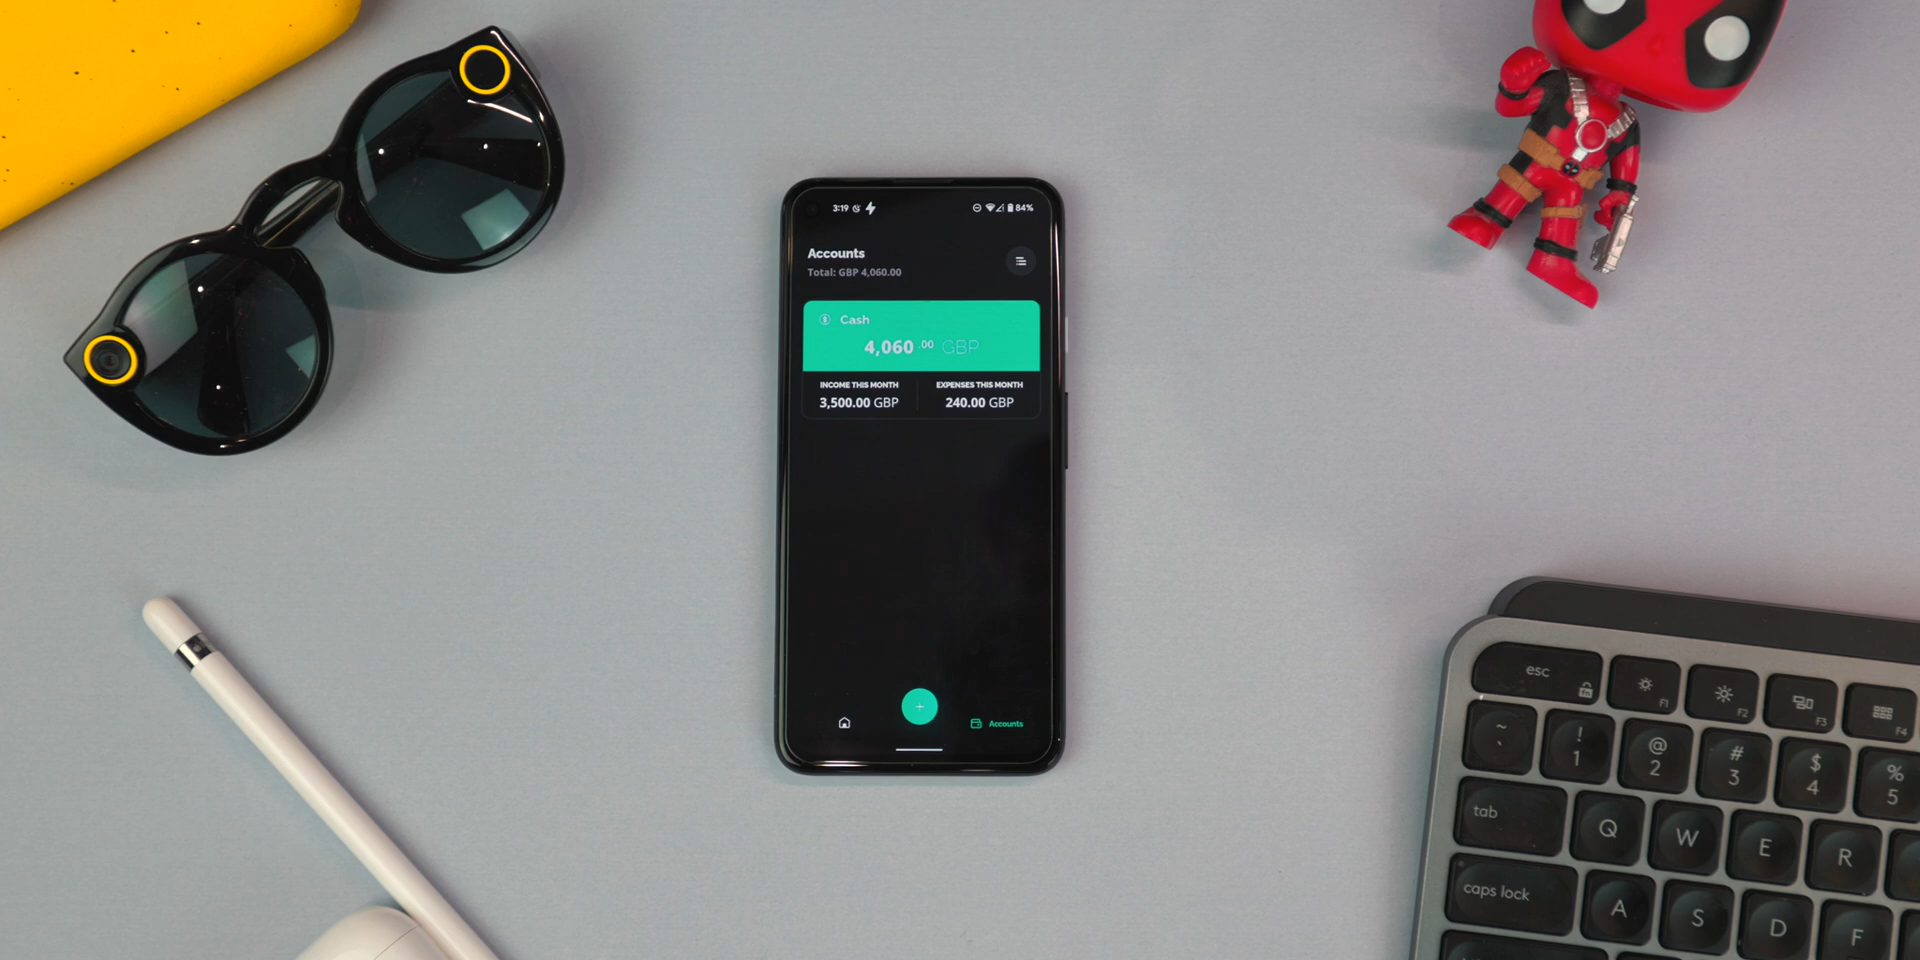 3:19 84%
Accounts
Total: GBP 4,060.00
Cash
4,060.00 GBP
INCOME THIS MONTH EXPENSES THIS MONTH
3,500.00 GBP 240.00 GBP
+ Accounts
esc F1 F2 F3 F4
~ ` ! 1 @ 2 # 3 $ 4 % 5
tab Q W E R
caps lock A S D F